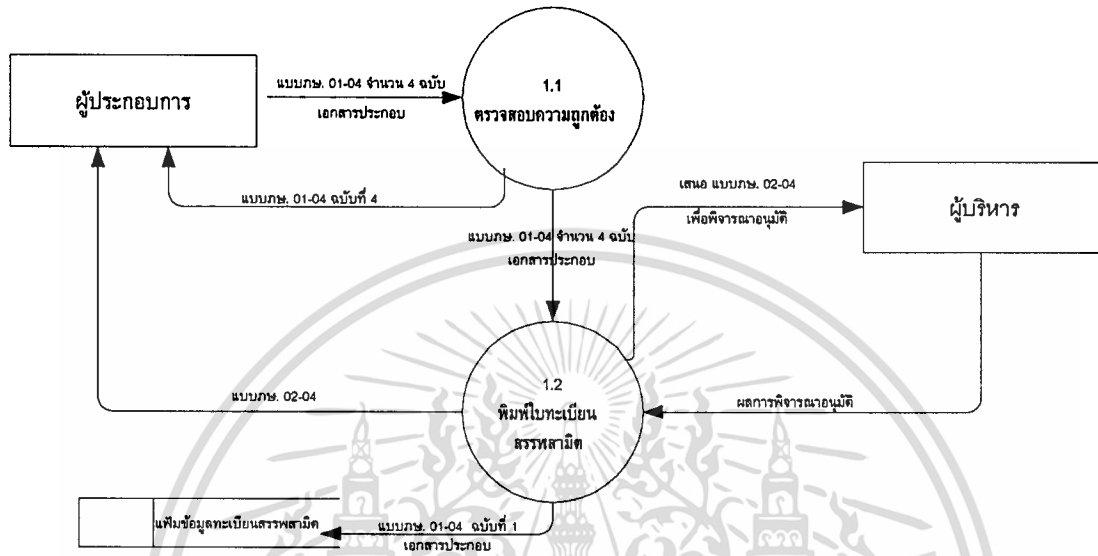 แบบภษ. 01-04 จำนวน 4 ฉบับ
เอกสารประกอบ
ผู้ประกอบการ
1.1
ตรวจสอบความถูกต้อง
แบบภษ. 01-04 ฉบับที่ 4
เสนอ แบบภษ. 02-04
เพื่อพิจารณาอนุมัติ
ผู้บริหาร
แบบภษ. 01-04 จำนวน 4 ฉบับ
เอกสารประกอบ
1.2
พิมพ์ใบทะเบียน
สรรพสามิต
แบบภษ. 02-04
ผลการพิจารณาอนุมัติ
แฟ้มข้อมูลทะเบียนสรรพสามิต
แบบภษ. 01-04 ฉบับที่ 1
เอกสารประกอบ